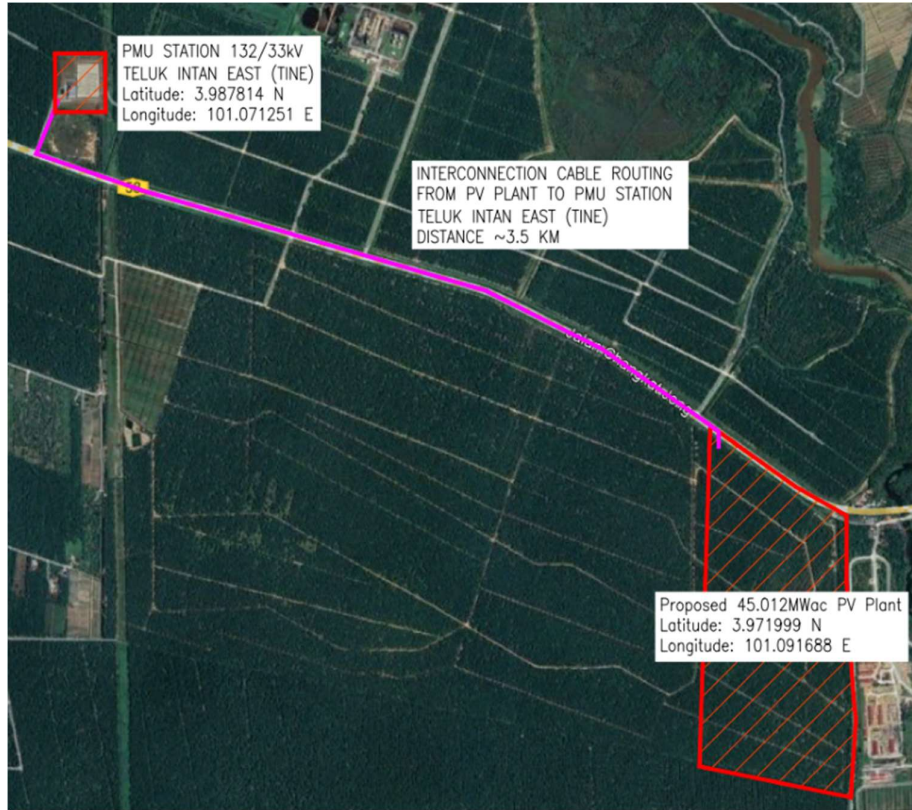 PMU STATION 132/33kV
TELUK INTAN EAST (TINE)
Latitude: 3.987814 N
Longitude: 101.071251 E
INTERCONNECTION CABLE ROUTING
FROM PV PLANT TO PMU STATION
TELUK INTAN EAST (TINE)
DISTANCE ~3.5 KM
58
Proposed 45.012MWac PV Plant
Latitude: 3.971999 N
Longitude: 101.091688 E